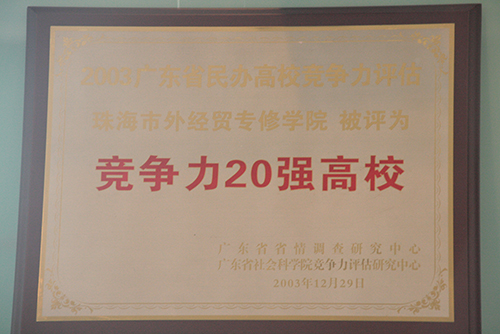 2003广东省民办高校竞争力评估
珠海市外经贸专修学院 被评为
竞争力20强高校
广东省省情调查研究中心
广东省社会科学院竞争力评估研究中心
2003年12月29日